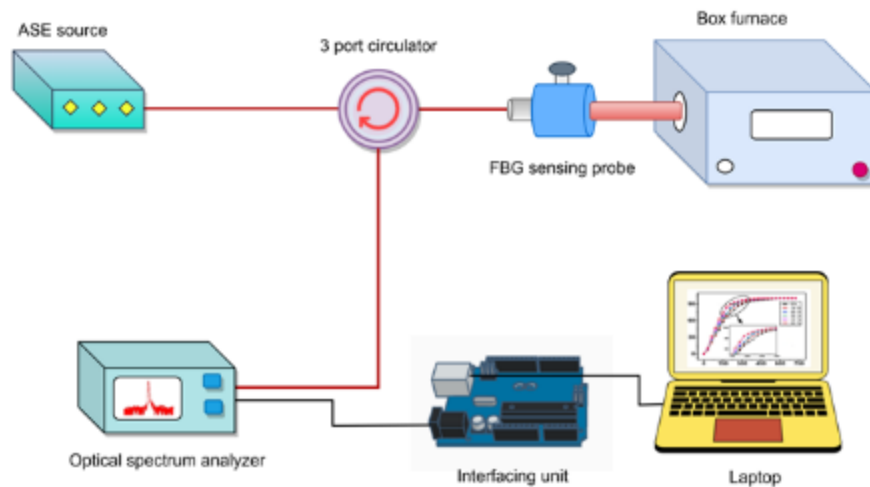 ASE source
3 port circulator
Box furnace
FBG sensing probe
Optical spectrum analyzer
Interfacing unit
Laptop